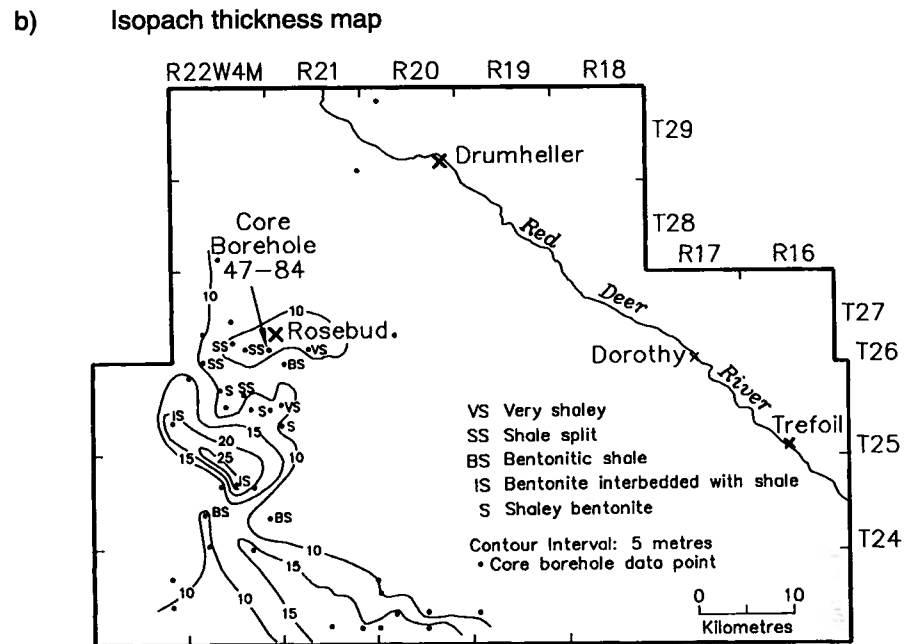 b) Isopach thickness map
R22W4M R21 R20 R19 R18
T29
Drumheller
T28
Core
Borehole
47-84
Red
R17 R16
10
10
Deer
T27
Rosebud
SS
SS
VS
T26
SS
BS
Dorothy
River
S
SS
S
VS
IS
S
Trefoil
15
20
15
25
10
T25
IS
BS
BS
VS Very shaley
SS Shale split
BS Bentonitic shale
IS Bentonite interbedded with shale
S Shaley bentonite
T24
10
15
10
10
15
Contour Interval: 5 metres
• Core borehole data point
0 10
Kilometres